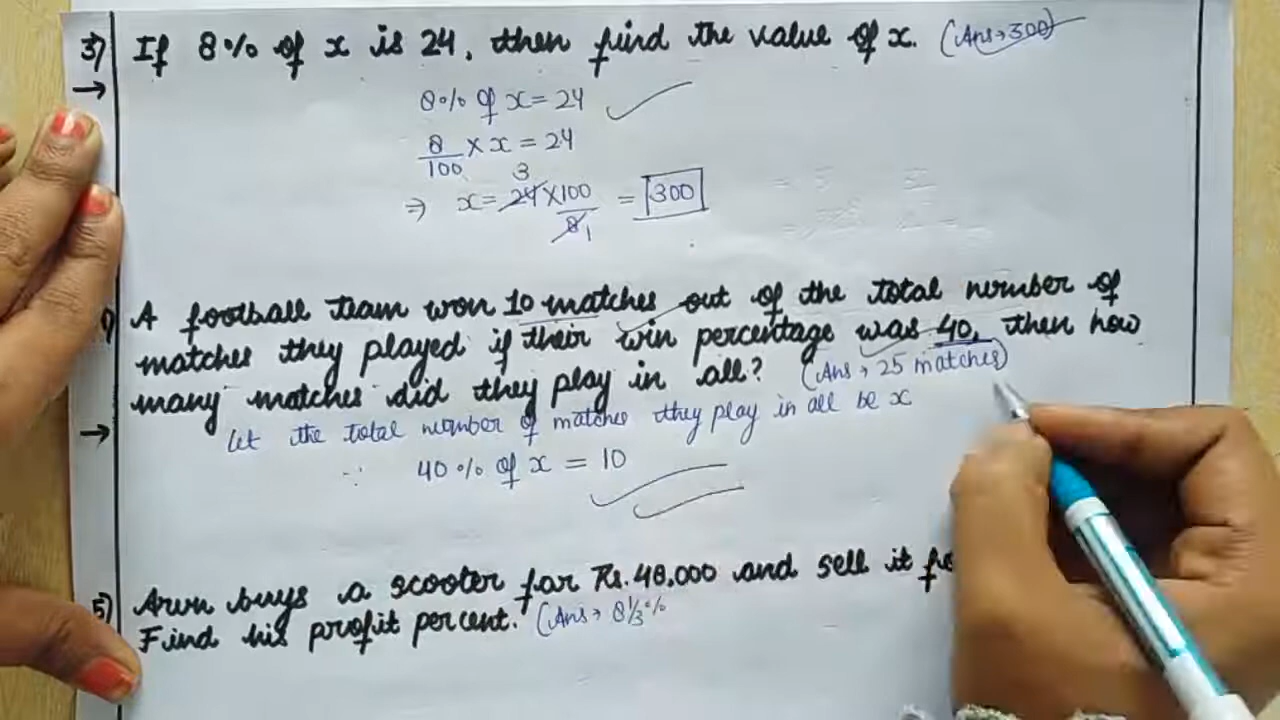 3) If 8% of x is 24, then find the value of x. (Ans→300)
→
8% of x = 24
8/100 × x = 24
3
⇒ x = 24×100/8 = 300
1
) A football team won 10 matches out of the total number of
matches they played if their win percentage was 40, then how
many matches did they play in all? (Ans→ 25 matches)
→ Let the total number of matches they play in all be x
∵ 40% of x = 10
5) Arun buys a scooter for Rs.48,000 and sell it fo
Find his profit percent. (Ans→ 8 1/3 %